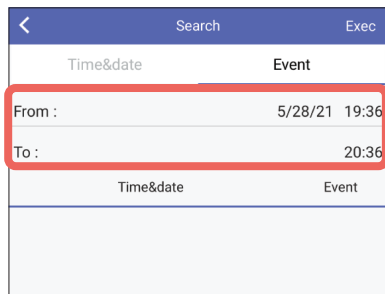 Search Exec
Time&date Event
From : 5/28/21 19:36
To : 20:36
Time&date Event